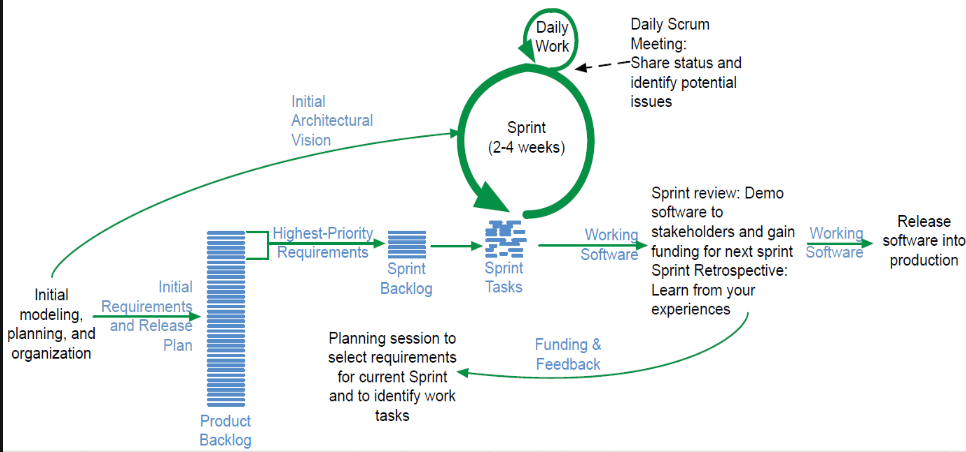 Daily
Work
Daily Scrum
Meeting:
Share status and
identify potential
issues
Initial
Architectural
Vision
Sprint
(2-4 weeks)
Initial
modeling,
planning, and
organization
Initial
Requirements
and Release
Plan
Product
Backlog
Highest-Priority
Requirements
Sprint
Backlog
Sprint
Tasks
Working
Software
Sprint review: Demo
software to
stakeholders and gain
funding for next sprint
Sprint Retrospective:
Learn from your
experiences
Working
Software
Release
software into
production
Funding &
Feedback
Planning session to
select requirements
for current Sprint
and to identify work
tasks